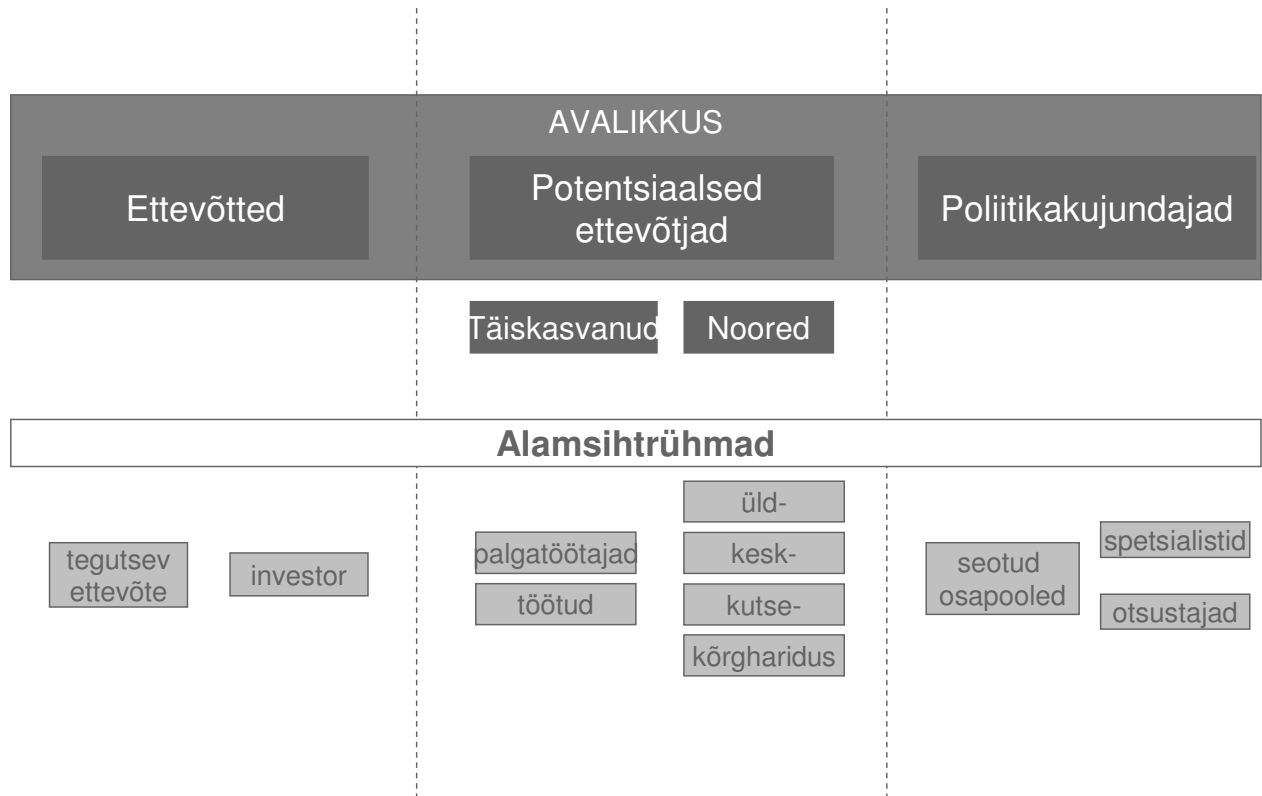 AVALIKKUS
Ettevõtted
Potentsiaalsed
ettevõtjad
Poliitikakujundajad
Täiskasvanud
Noored
Alamsihtrühmad
tegutsev
ettevõte
investor
palgatöötajad
töötud
üld-
kesk-
kutse-
kõrgharidus
seotud
osapooled
spetsialistid
otsustajad